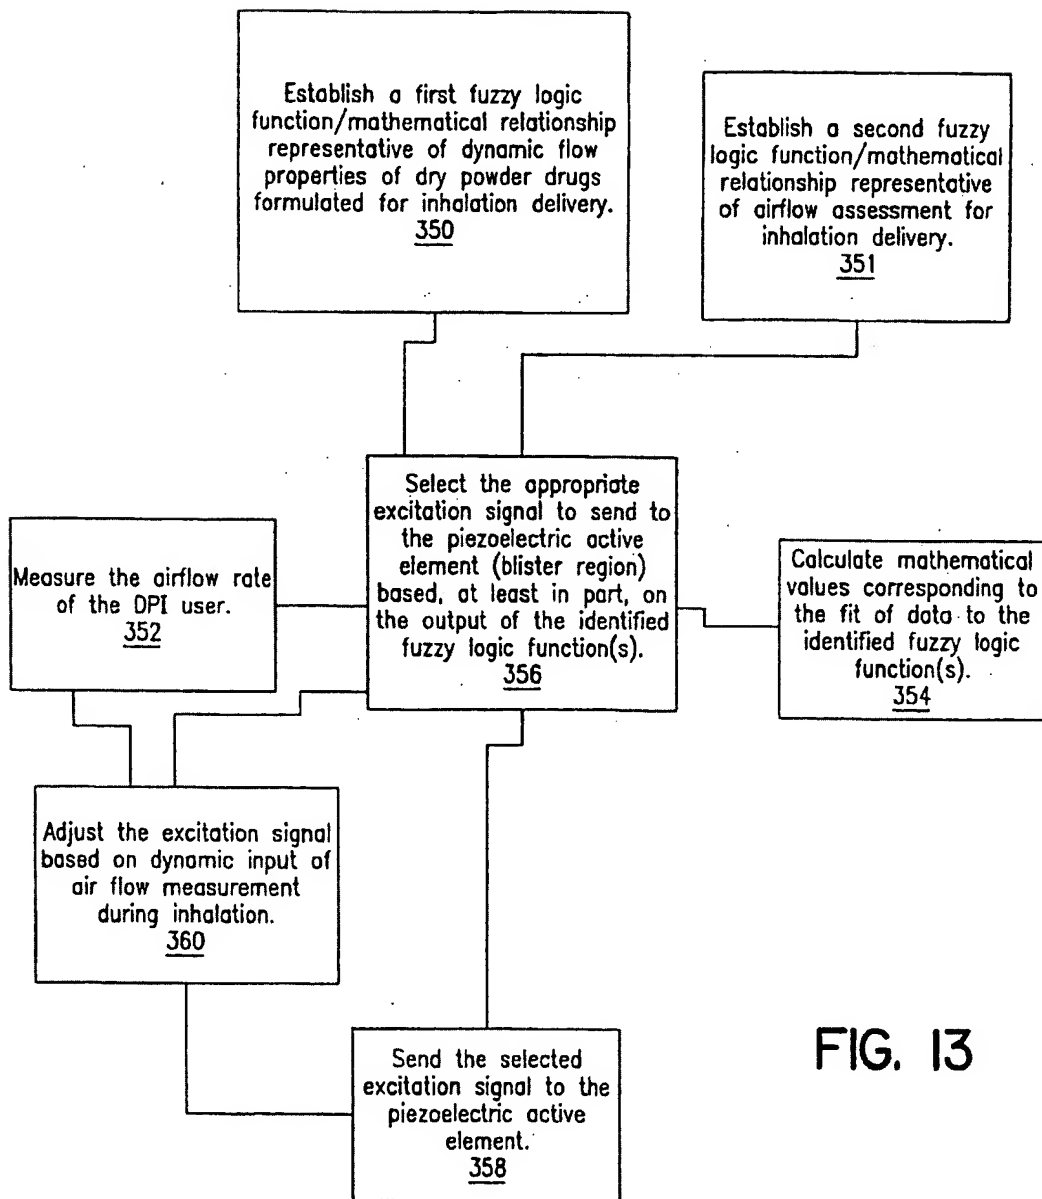 Establish a first fuzzy logic
function/mathematical relationship
representative of dynamic flow
properties of dry powder drugs
formulated for inhalation delivery.
350
Establish a second fuzzy
logic function/mathematical
relationship representative
of airflow assessment for
inhalation delivery.
351
Select the appropriate
excitation signal to send to
the piezoelectric active
element (blister region)
based, at least in part, on
the output of the identified
fuzzy logic function(s).
356
Measure the airflow rate
of the DPI user.
352
Calculate mathematical
values corresponding to
the fit of data to the
identified fuzzy logic
function(s).
354
Adjust the excitation signal
based on dynamic input of
air flow measurement
during inhalation.
360
Send the selected
excitation signal to the
piezoelectric active
element.
358
FIG. 13